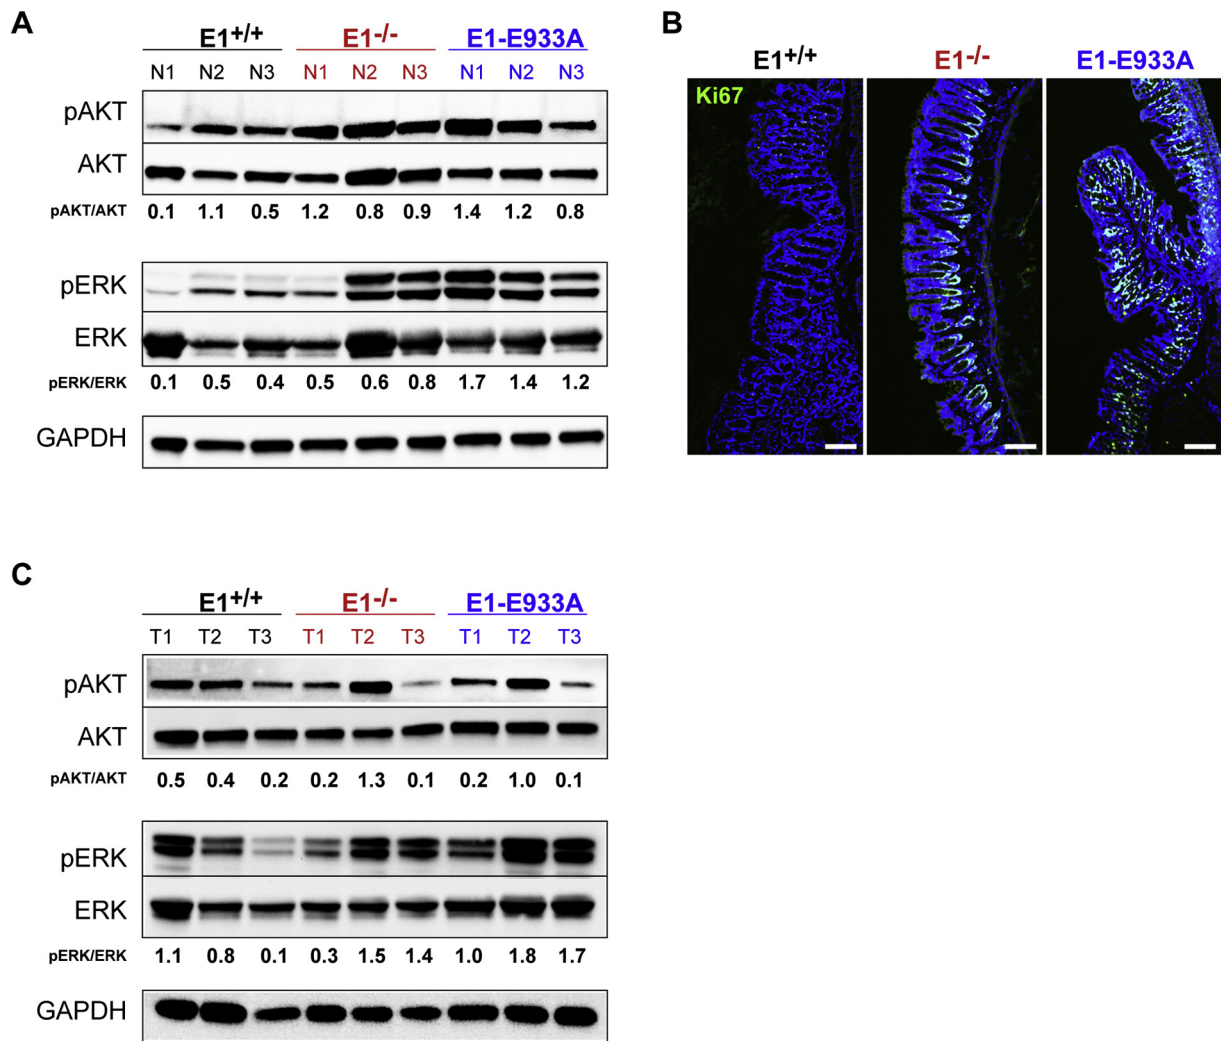 A
E1+/+ E1-/- E1-E933A
N1 N2 N3 N1 N2 N3 N1 N2 N3
pAKT
AKT
pAKT/AKT 0.1 1.1 0.5 1.2 0.8 0.9 1.4 1.2 0.8
pERK
ERK
pERK/ERK 0.1 0.5 0.4 0.5 0.6 0.8 1.7 1.4 1.2
GAPDH
B
E1+/+ E1-/- E1-E933A
Ki67
C
E1+/+ E1-/- E1-E933A
T1 T2 T3 T1 T2 T3 T1 T2 T3
pAKT
AKT
pAKT/AKT 0.5 0.4 0.2 0.2 1.3 0.1 0.2 1.0 0.1
pERK
ERK
pERK/ERK 1.1 0.8 0.1 0.3 1.5 1.4 1.0 1.8 1.7
GAPDH